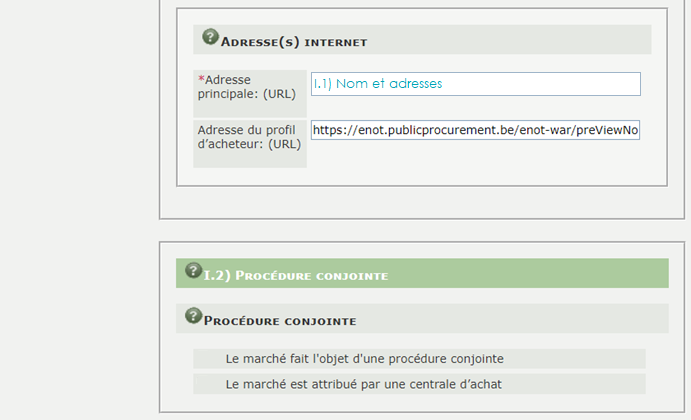 ? Adresse(s) internet
*Adresse principale: (URL)
I.1) Nom et adresses
Adresse du profil d'acheteur: (URL)
https://enot.publicprocurement.be/enot-war/preViewNo
? I.2) Procédure conjointe
? Procédure conjointe
Le marché fait l'objet d'une procédure conjointe
Le marché est attribué par une centrale d'achat